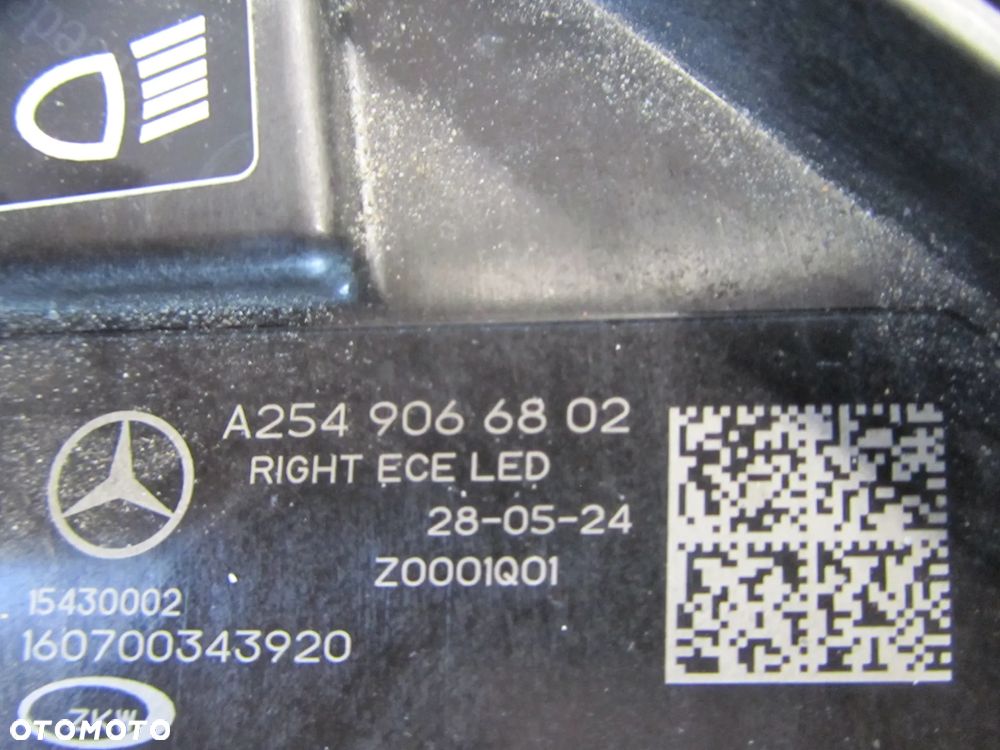 A254 906 68 02
RIGHT ECE LED
28-05-24
Z0001Q01
15430002
160700343920
ZKW
OTOMOTO